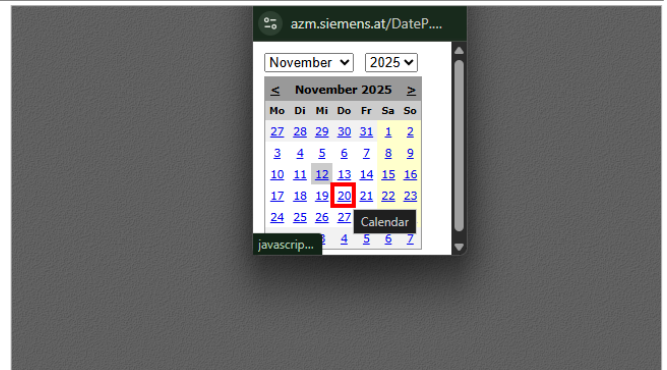 azm.siemens.at/DateP....
November 2025
< November 2025 >
Mo Di Mi Do Fr Sa So
27 28 29 30 31 1 2
3 4 5 6 7 8 9
10 11 12 13 14 15 16
17 18 19 20 21 22 23
24 25 26 27
Calendar
javascrip... 4 5 6 7